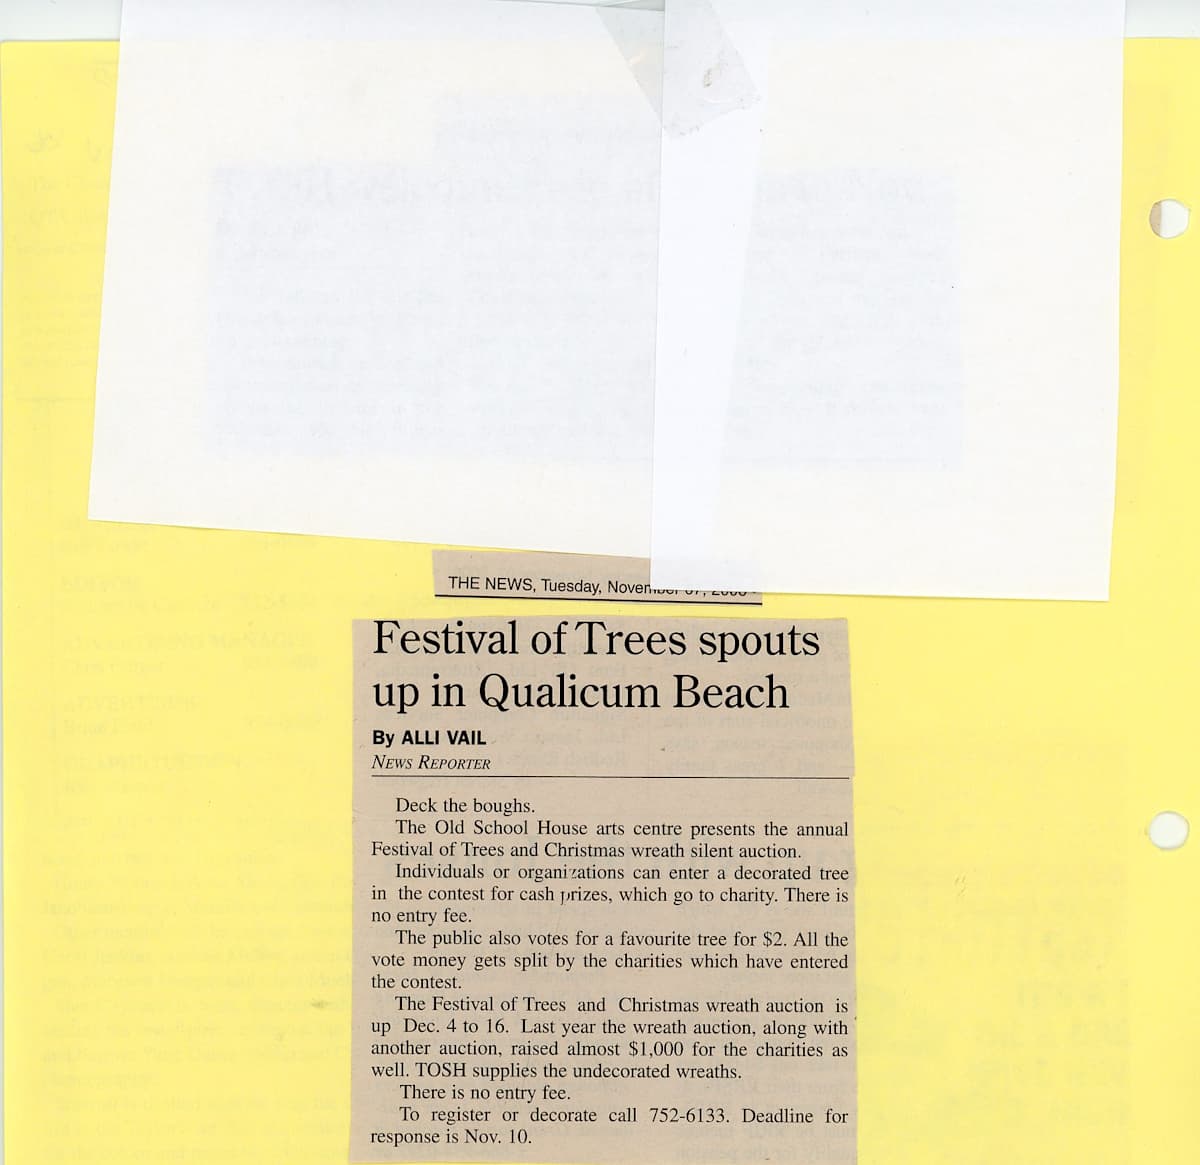 THE NEWS, Tuesday, November 07, 2006
Festival of Trees spouts
up in Qualicum Beach
By ALLI VAIL
NEWS REPORTER
Deck the boughs.
The Old School House arts centre presents the annual
Festival of Trees and Christmas wreath silent auction.
Individuals or organizations can enter a decorated tree
in the contest for cash prizes, which go to charity. There is
no entry fee.
The public also votes for a favourite tree for $2. All the
vote money gets split by the charities which have entered
the contest.
The Festival of Trees and Christmas wreath auction is
up Dec. 4 to 16. Last year the wreath auction, along with
another auction, raised almost $1,000 for the charities as
well. TOSH supplies the undecorated wreaths.
There is no entry fee.
To register or decorate call 752-6133. Deadline for
response is Nov. 10.